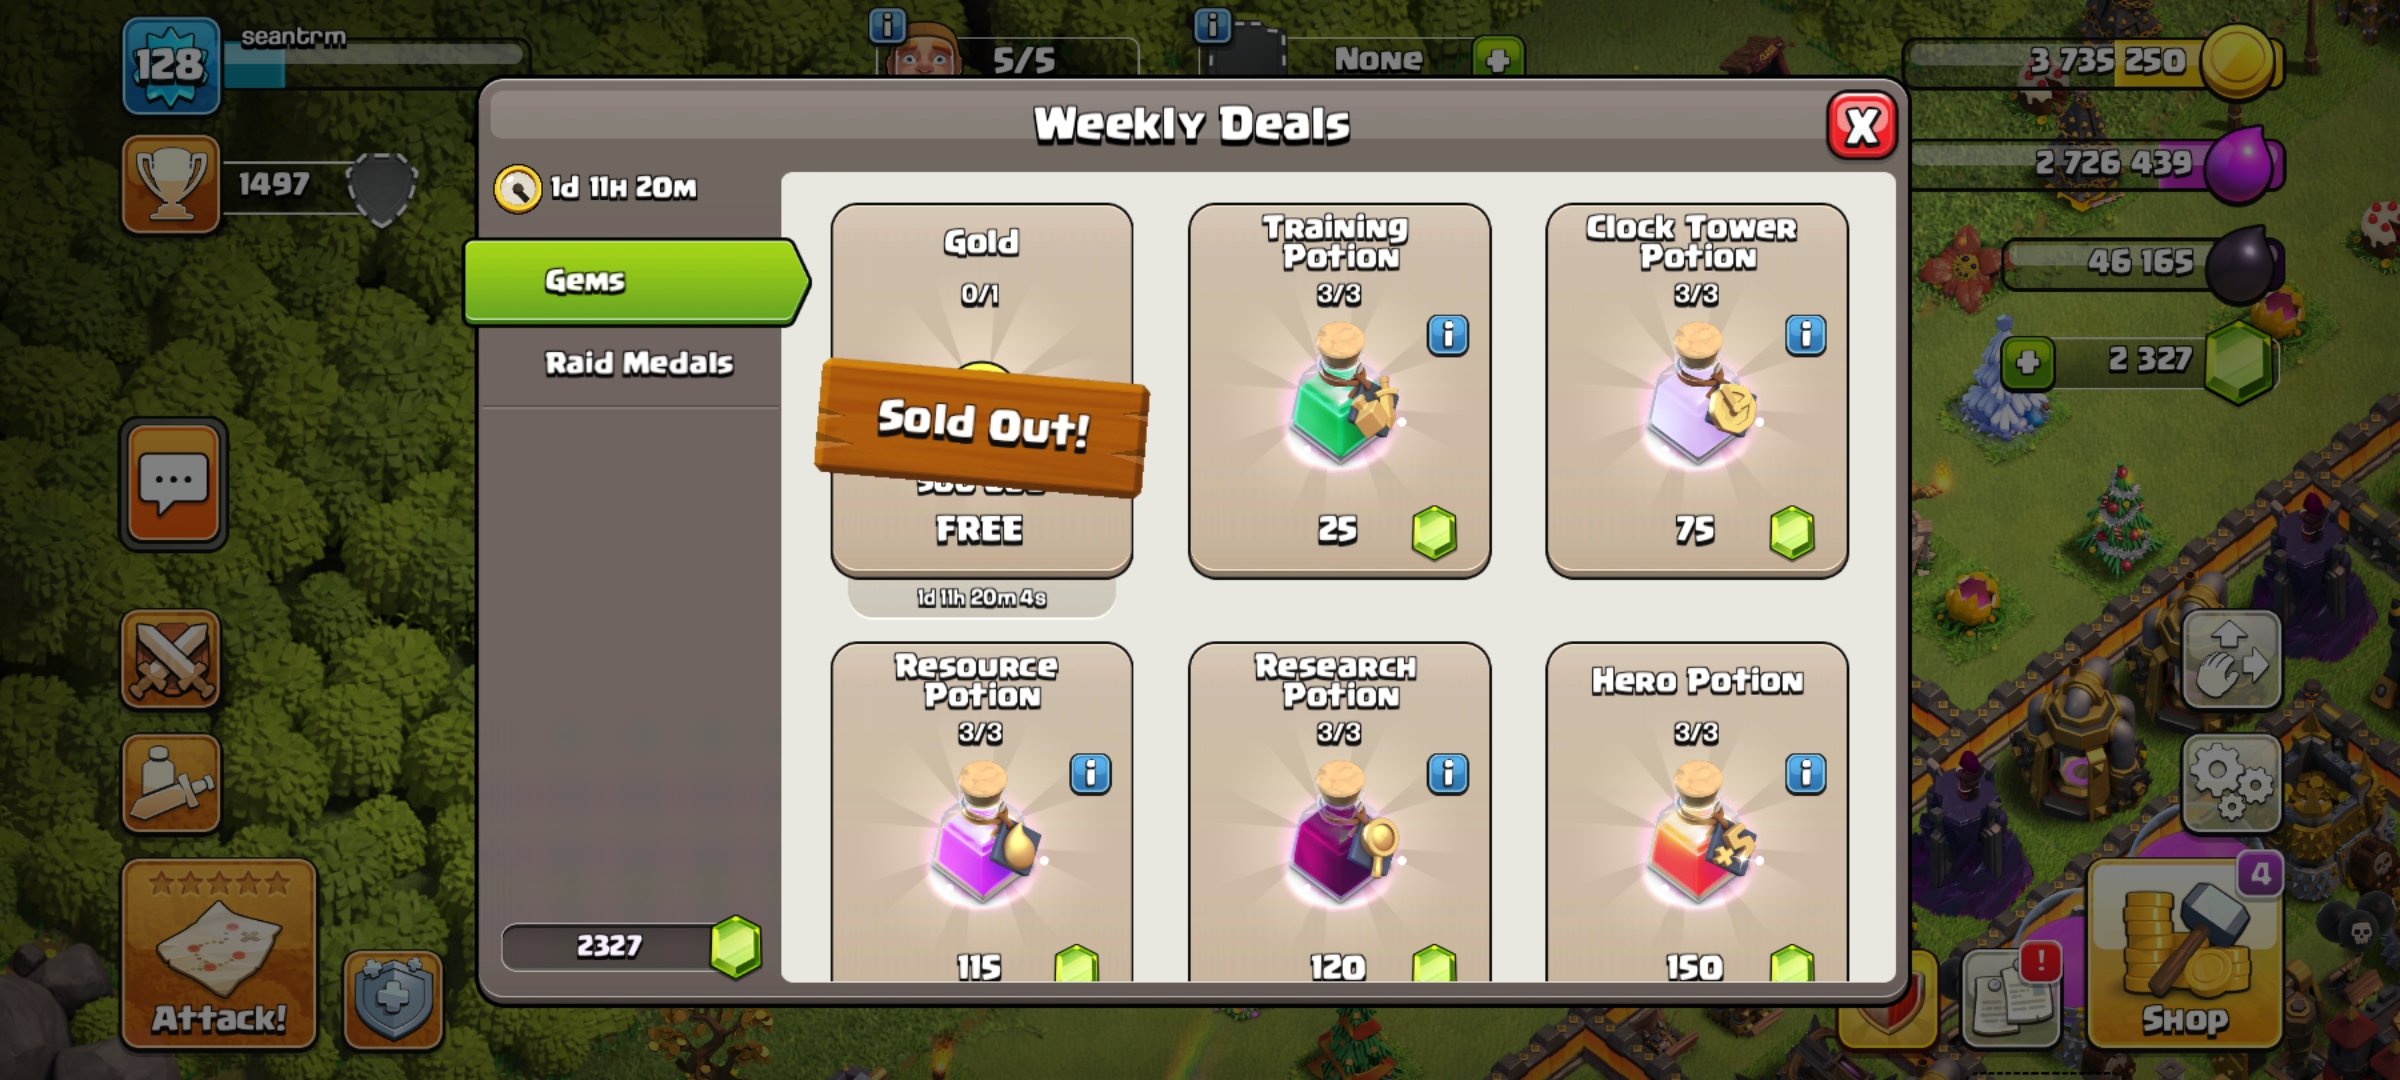 128
seantrm
5/5
None
3 735 250
1497
2 726 439
46 165
2 327
Weekly Deals
X
1d 11h 20m
Gems
Raid Medals
Gold
0/1
Sold Out!
FREE
1d 11h 20m 4s
Training
Potion
3/3
25
Clock Tower
Potion
3/3
75
Resource
Potion
3/3
115
Research
Potion
3/3
120
Hero Potion
3/3
x5
150
2327
Attack!
4
!
Shop